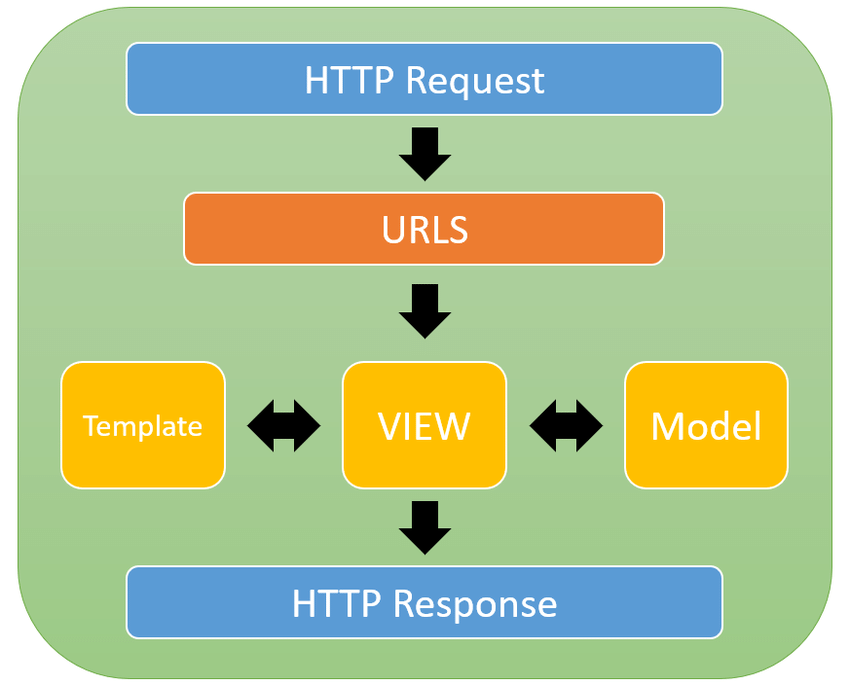 HTTP Request
URLS
Template
VIEW
Model
HTTP Response